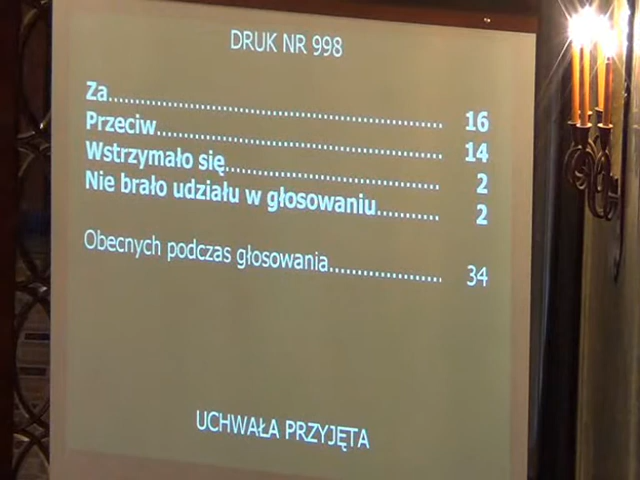 DRUK NR 998
Za........................................................ 16
Przeciw................................................ 14
Wstrzymało się.................................... 2
Nie brało udziału w głosowaniu.......... 2
Obecnych podczas głosowania.................. 34
UCHWAŁA PRZYJĘTA